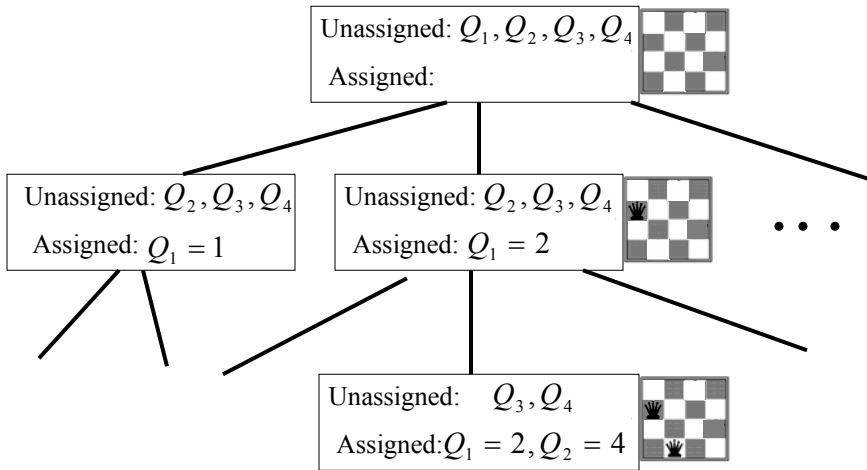 Unassigned: Q₁, Q₂, Q₃, Q₄
Assigned:
Unassigned: Q₂, Q₃, Q₄
Assigned: Q₁ = 1
Unassigned: Q₂, Q₃, Q₄
Assigned: Q₁ = 2
• • •
Unassigned: Q₃, Q₄
Assigned:Q₁ = 2, Q₂ = 4